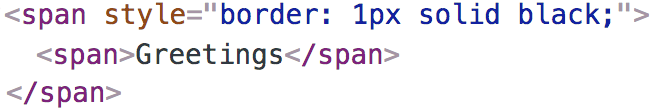 <span style="border: 1px solid black;">
  <span>Greetings</span>
</span>